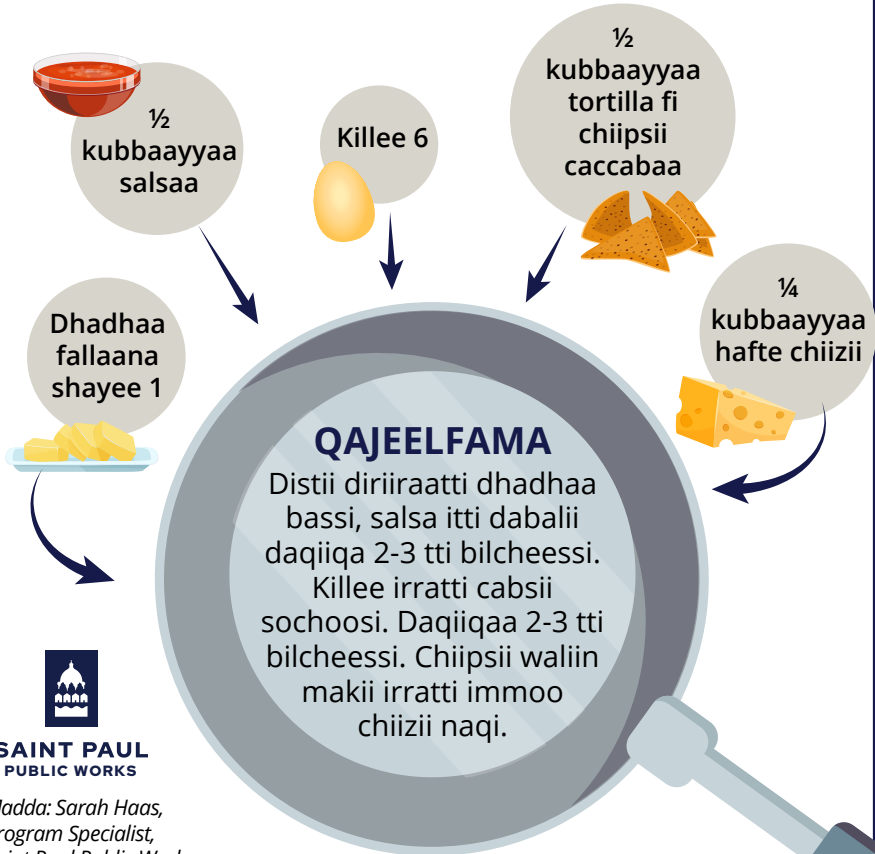 ½
kubbaayyaa
salsaa
Killee 6
½
kubbaayyaa
tortilla fi
chiipsii
caccabaa
Dhadhaa
fallaana
shayee 1
¼
kubbaayyaa
hafte chiizii
QAJEELFAMA
Distii diriiraatti dhadhaa
bassi, salsa itti dabalii
daqiiqa 2-3 tti bilcheessi.
Killee irratti cabsii
sochoosi. Daqiiqaa 2-3 tti
bilcheessi. Chiipsii waliin
makii irratti immoo
chiizii naqi.
SAINT PAUL
PUBLIC WORKS
Sarah Haas,
Specialist,